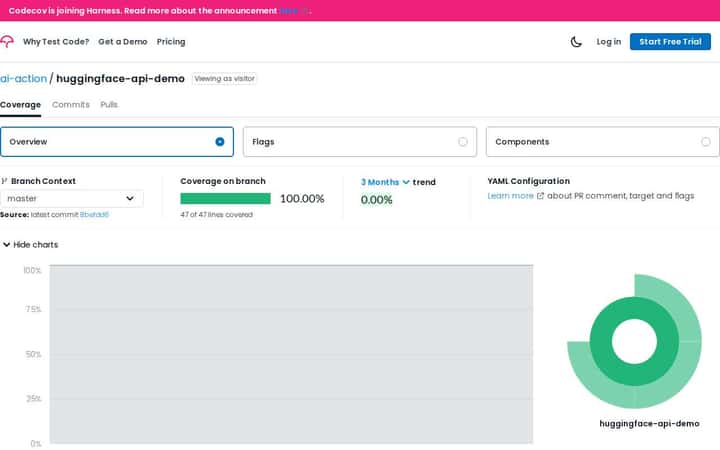 Codecov is joining Harness. Read more about the announcement here .
Why Test Code? Get a Demo Pricing Log in Start Free Trial
ai-action / huggingface-api-demo Viewing as visitor
Coverage Commits Pulls
Overview Flags Components
Branch Context Coverage on branch 3 Months trend YAML Configuration
master 100.00% 0.00% Learn more about PR comment, target and flags
Source: latest commit 47 of 47 lines covered
Hide charts
100%
75%
50%
25%
0%
huggingface-api-demo